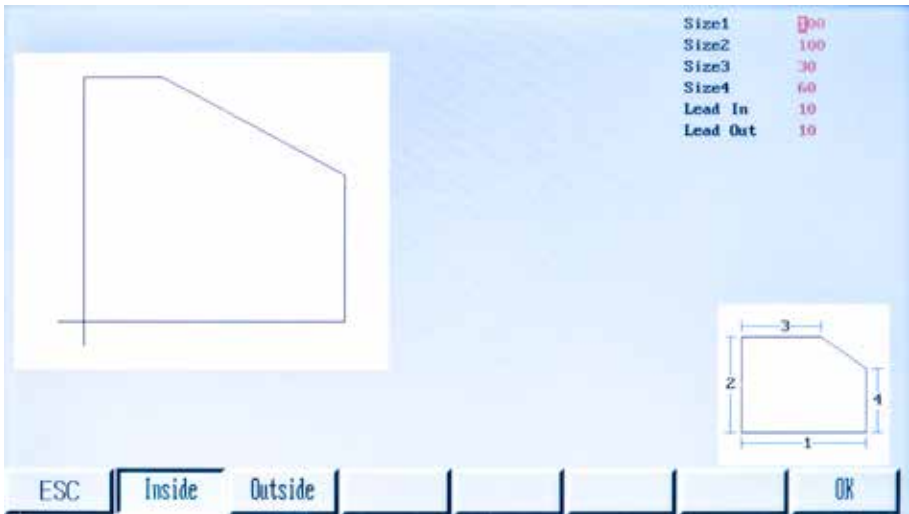 Size1 100
Size2 100
Size3 30
Size4 60
Lead In 10
Lead Out 10
3
2
4
1
ESC Inside Outside OK